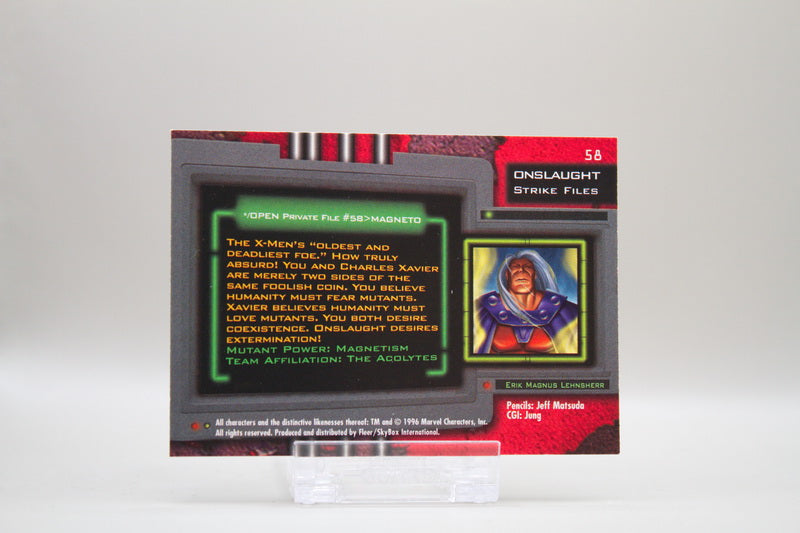 58
ONSLAUGHT
STRIKE FILES
*/OPEN PRIVATE FILE #58>MAGNETO
THE X-MEN'S "OLDEST AND
DEADLIEST FOE." HOW TRULY
ABSURD! YOU AND CHARLES XAVIER
ARE MERELY TWO SIDES OF THE
SAME FOOLISH COIN. YOU BELIEVE
HUMANITY MUST FEAR MUTANTS.
XAVIER BELIEVES HUMANITY MUST
LOVE MUTANTS. YOU BOTH DESIRE
COEXISTENCE. ONSLAUGHT DESIRES
EXTERMINATION!
MUTANT POWER: MAGNETISM
TEAM AFFILIATION: THE ACOLYTES
ERIK MAGNUS LEHNSHERR
Pencils: Jeff Matsuda
CGI: Jung
All characters and the distinctive likenesses thereof: TM and © 1996 Marvel Characters, Inc.
All rights reserved. Produced and distributed by Fleer/SkyBox International.